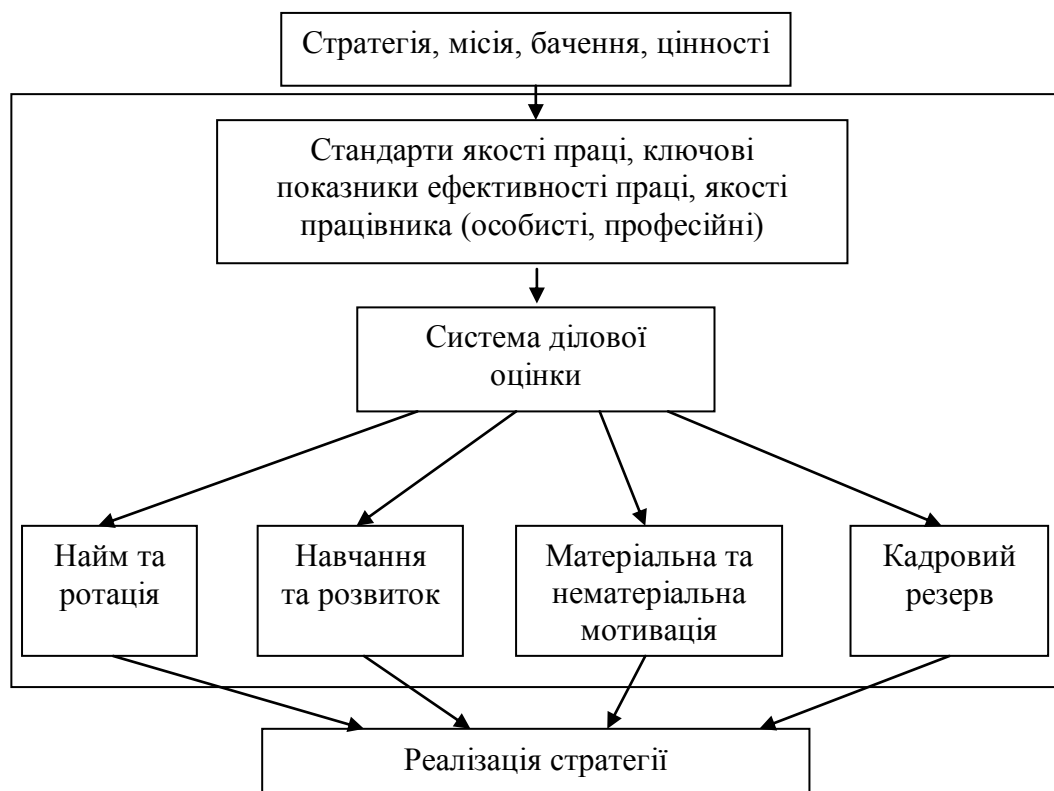 Стратегія, місія, бачення, цінності
Стандарти якості праці, ключові
показники ефективності праці, якості
працівника (особисті, професійні)
Система ділової
оцінки
Найм та
ротація
Навчання
та розвиток
Матеріальна та
нематеріальна
мотивація
Кадровий
резерв
Реалізація стратегії